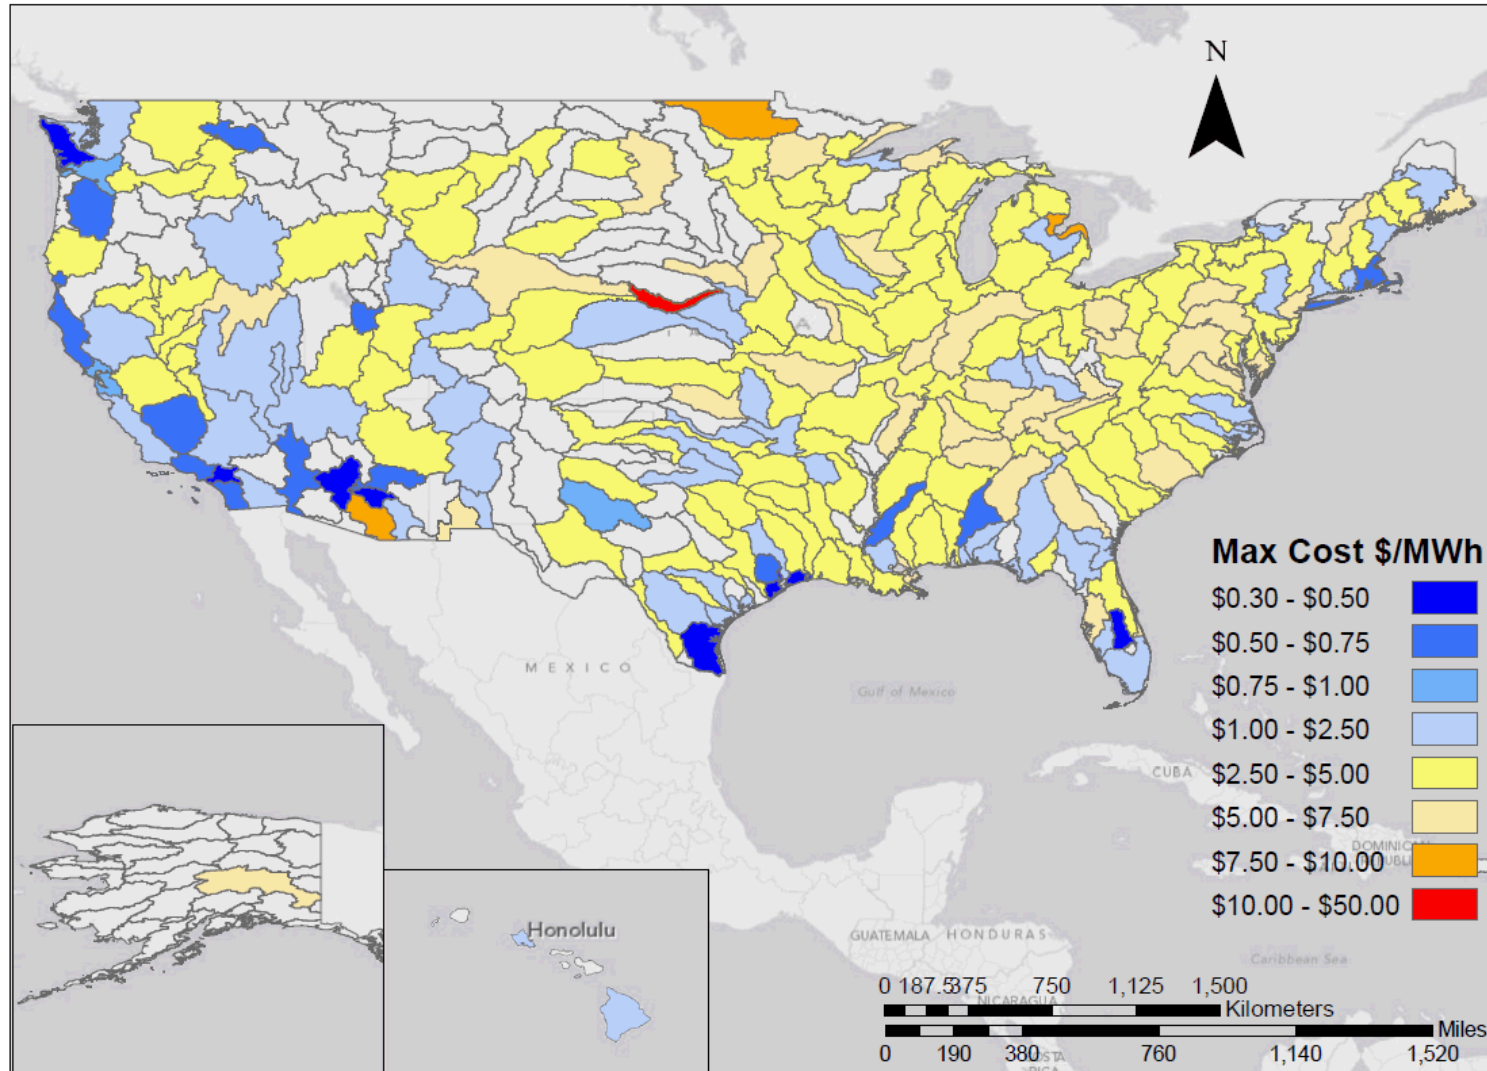 N
Max Cost $/MWh
$0.30 - $0.50
$0.50 - $0.75
$0.75 - $1.00
$1.00 - $2.50
$2.50 - $5.00
$5.00 - $7.50
$7.50 - $10.00
$10.00 - $50.00
MEXICO
Gulf of Mexico
CUBA
DOMINICAN
GUATEMALA
HONDURAS
Caribbean Sea
NICARAGUA
Honolulu
0 187.5 375 750 1,125 1,500
Kilometers
Miles
0 190 380 760 1,140 1,520